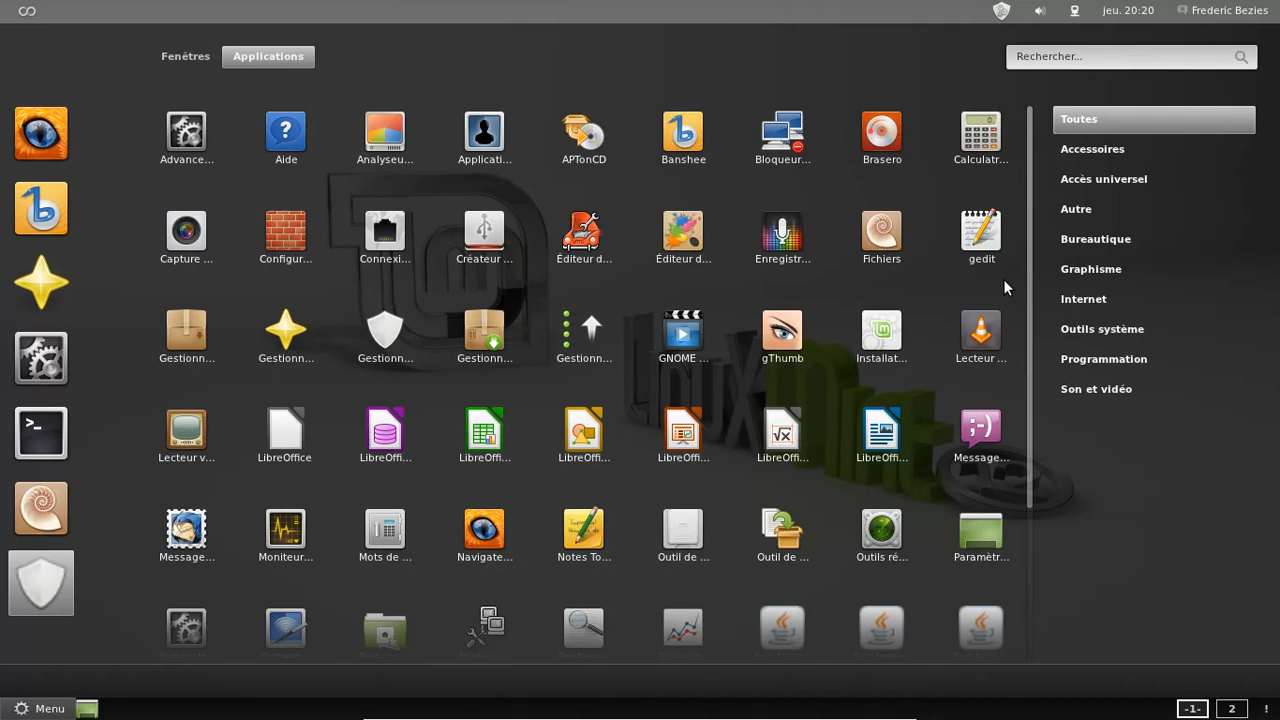 jeu. 20:20
Frederic Bezies
Fenêtres
Applications
Rechercher...
Advance...
Aide
Analyseu...
Applicati...
APTonCD
Banshee
Bloqueur...
Brasero
Calculatr...
Capture ...
Configur...
Connexi...
Créateur ...
Éditeur d...
Éditeur d...
Enregistr...
Fichiers
gedit
Gestionn...
Gestionn...
Gestionn...
Gestionn...
Gestionn...
GNOME ...
gThumb
Installat...
Lecteur ...
Lecteur v...
LibreOffice
LibreOffi...
LibreOffi...
LibreOffi...
LibreOffi...
LibreOffi...
LibreOffi...
Message...
Message...
Moniteur...
Mots de ...
Navigate...
Notes To...
Outil de ...
Outil de ...
Outils ré...
Paramètr...
Toutes
Accessoires
Accès universel
Autre
Bureautique
Graphisme
Internet
Outils système
Programmation
Son et vidéo
Linux Mint
Menu
-1-
2
!